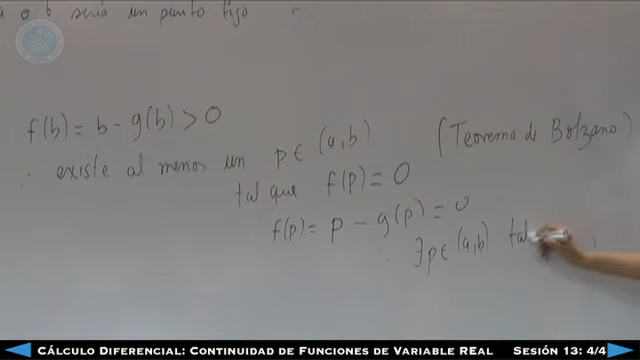 o b sería un punto fijo
f(b) = b - g(b) > 0
∴ existe al menos un p ∈ (a,b) (Teorema de Bolzano)
tal que f(p) = 0
f(p) = p - g(p) = 0
∴ ∃ p ∈ (a,b) tal
CÁLCULO DIFERENCIAL: CONTINUIDAD DE FUNCIONES DE VARIABLE REAL SESIÓN 13: 4/4